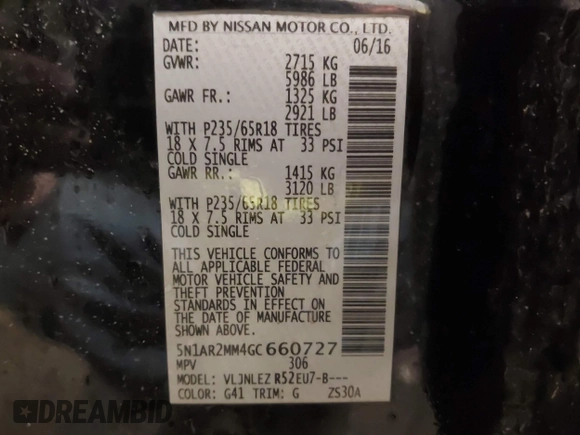 MFD BY NISSAN MOTOR CO., LTD.
DATE: 06/16
GVWR: 2715 KG
5986 LB
GAWR FR.: 1325 KG
2921 LB
WITH P235/65R18 TIRES
18 X 7.5 RIMS AT 33 PSI
COLD SINGLE
GAWR RR.: 1415 KG
3120 LB
WITH P235/65R18 TIRES
18 X 7.5 RIMS AT 33 PSI
COLD SINGLE
THIS VEHICLE CONFORMS TO
ALL APPLICABLE FEDERAL
MOTOR VEHICLE SAFETY
AND THEFT PREVENTION
STANDARDS IN EFFECT ON
THE DATE OF MANUFACTURE
SHOWN ABOVE.
5N1AR2MM4GC660727
MPV 306
MODEL: VLJNLEZ R52EU7-B---
COLOR: G41 TRIM: G ZS30A
DREAMBID